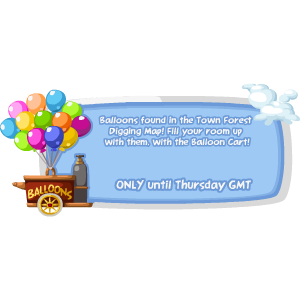 Balloons found in the Town Forest
Digging Map! Fill your room up
with them, with the Balloon Cart!
ONLY until Thursday GMT
BALLOONS